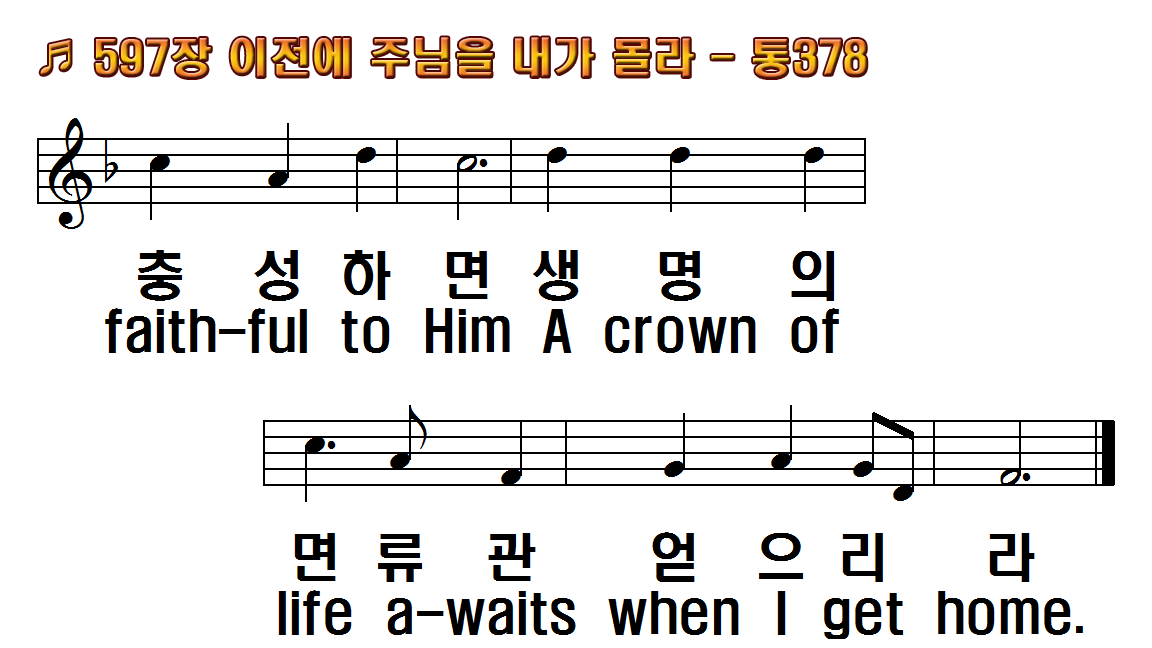 ♬ 597장 이전에 주님을 내가 몰라 - 통378
충 성 하 면 생 명 의
faith-ful to Him A crown of
면 류 관 얻 으 리 라
life a-waits when I get home.